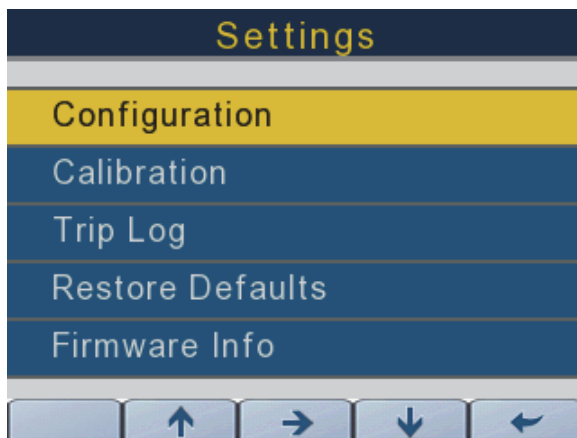 Settings
Configuration
Calibration
Trip Log
Restore Defaults
Firmware Info